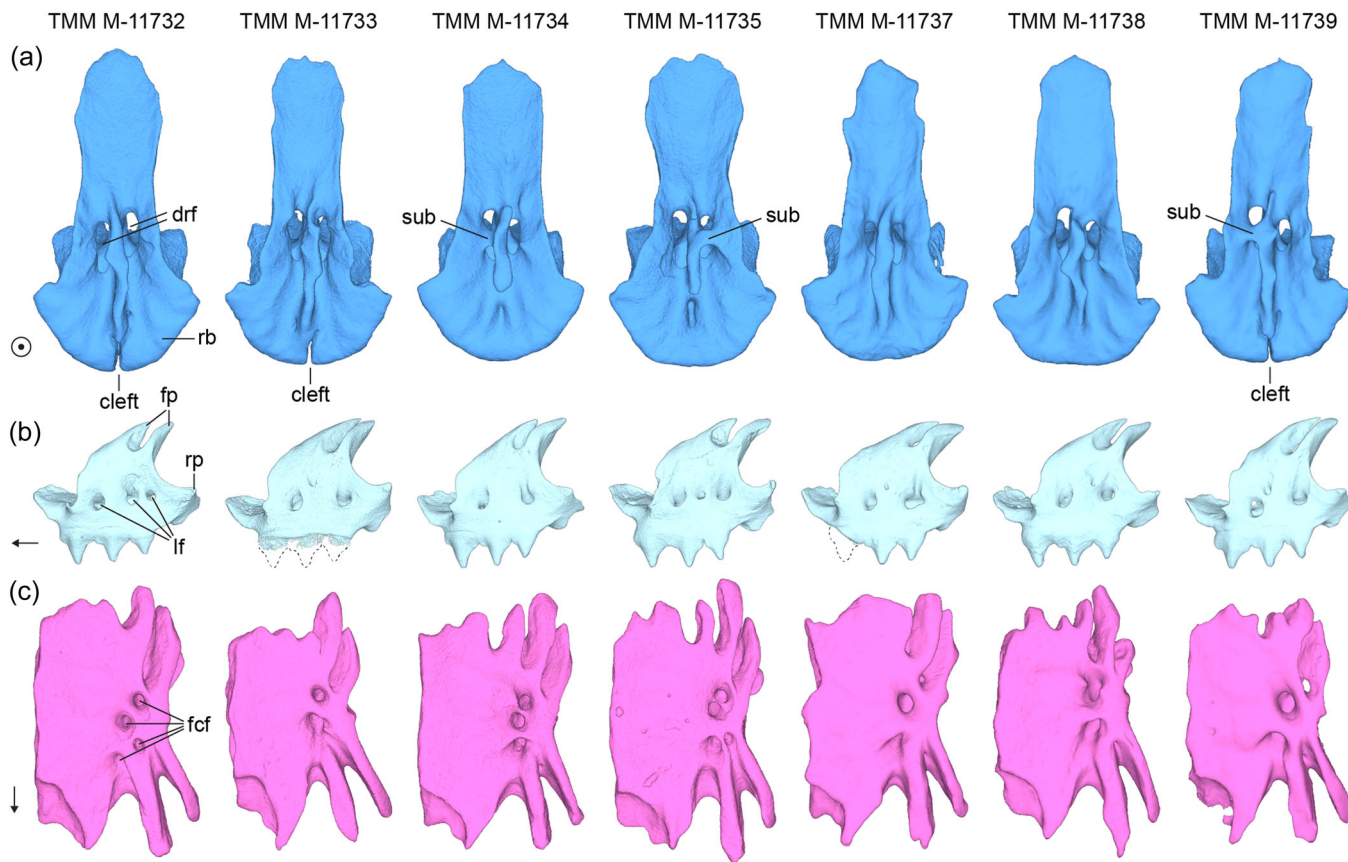 TMM M-11732 TMM M-11733 TMM M-11734 TMM M-11735 TMM M-11737 TMM M-11738 TMM M-11739
(a)
drf sub sub sub
rb
cleft cleft cleft
fp
(b)
rp
lf
(c)
fcf